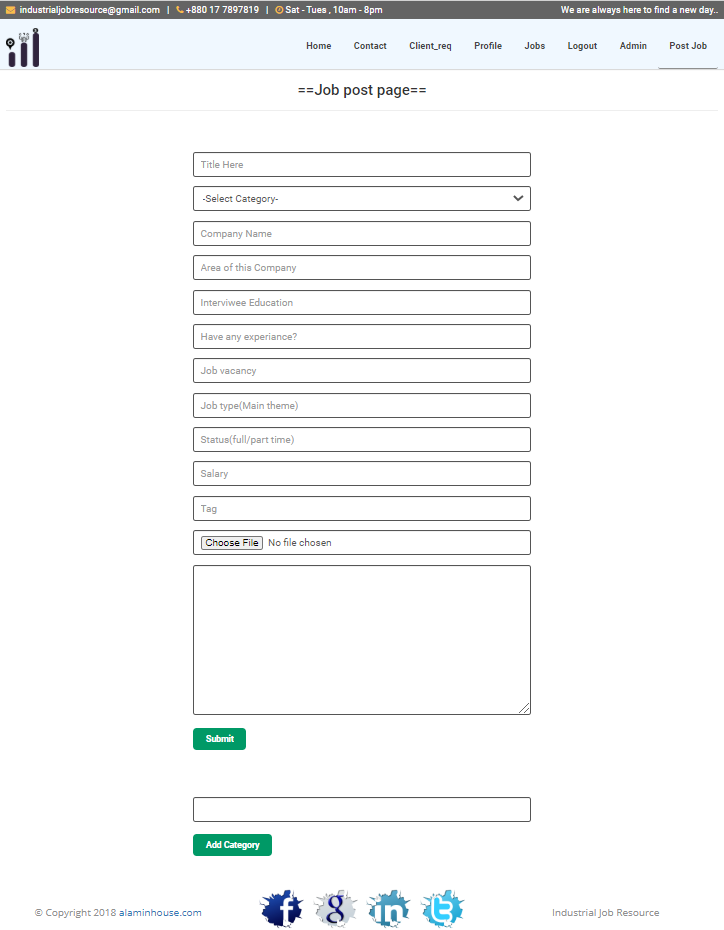 industrialjobresource@gmail.com | +880 17 7897819 | Sat - Tues , 10am - 8pm We are always here to find a new day..
Home Contact Client_req Profile Jobs Logout Admin Post Job
==Job post page==
Title Here
-Select Category-
Company Name
Area of this Company
Interviwee Education
Have any experiance?
Job vacancy
Job type(Main theme)
Status(full/part time)
Salary
Tag
Choose File No file chosen
Submit
Add Category
© Copyright 2018 alaminhouse.com f g in t Industrial Job Resource